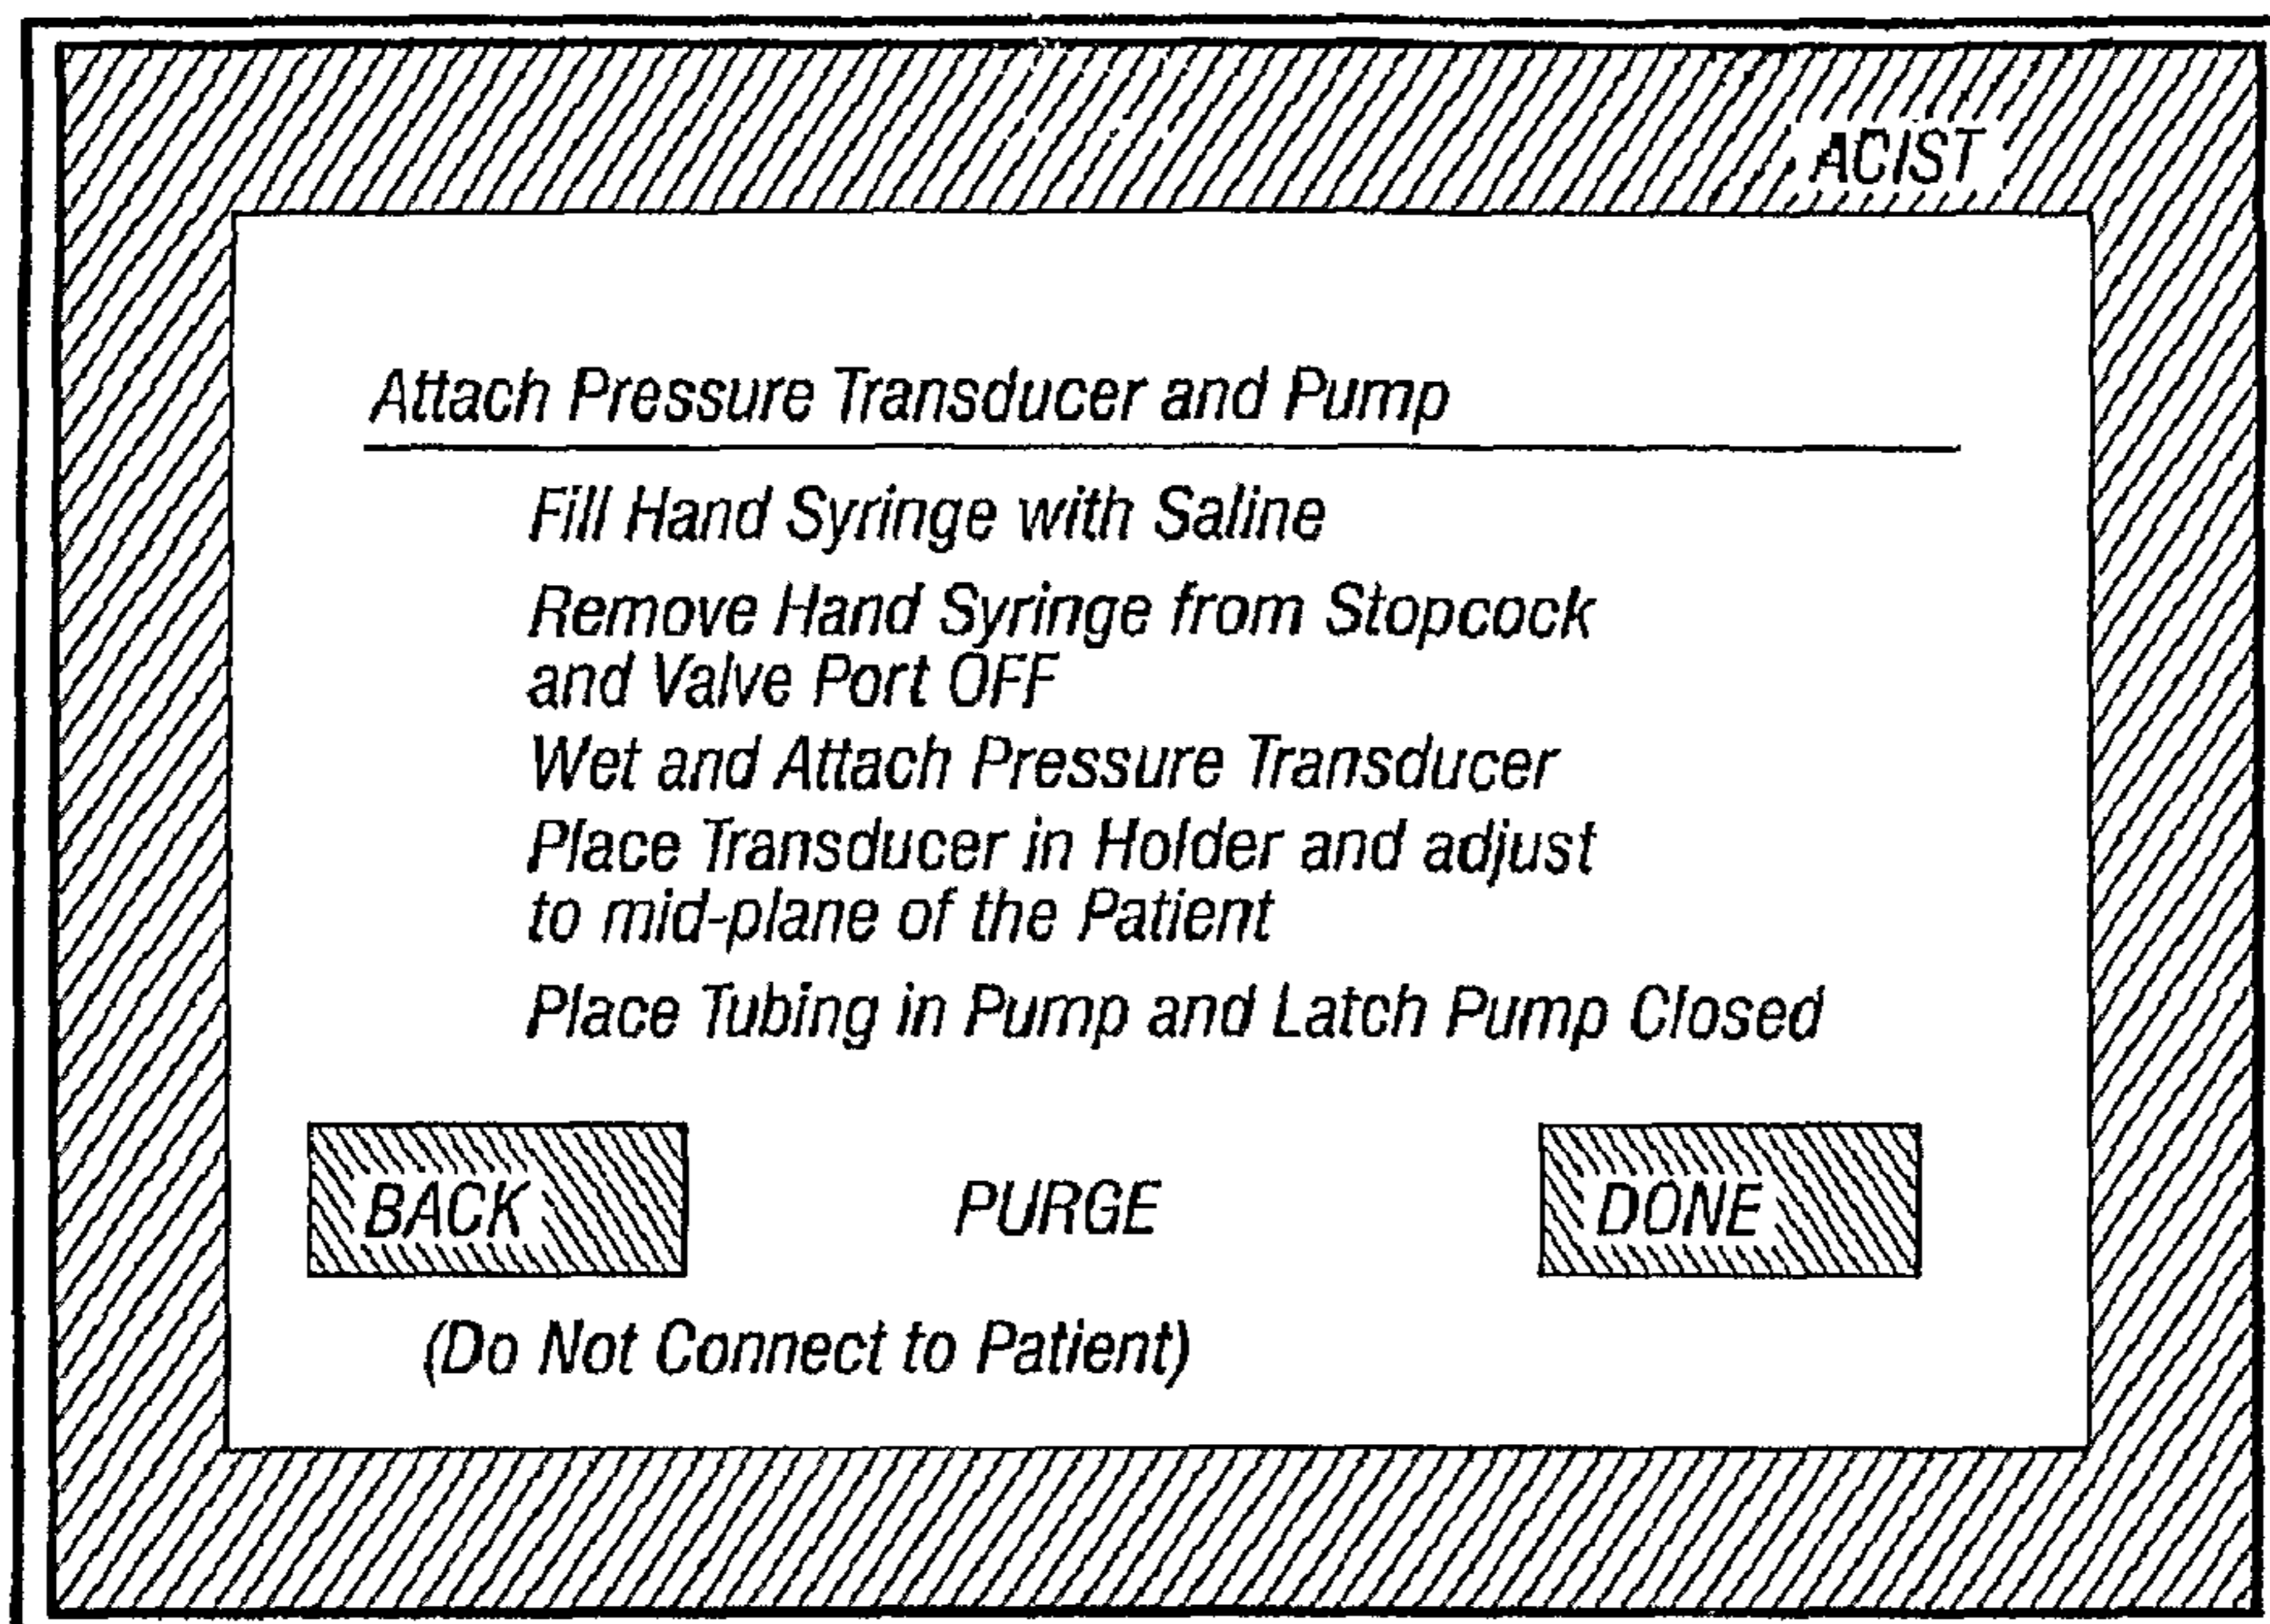 ACIST
Attach Pressure Transducer and Pump
Fill Hand Syringe with Saline
Remove Hand Syringe from Stopcock
and Valve Port OFF
Wet and Attach Pressure Transducer
Place Transducer in Holder and adjust
to mid-plane of the Patient
Place Tubing in Pump and Latch Pump Closed
BACK PURGE DONE
(Do Not Connect to Patient)